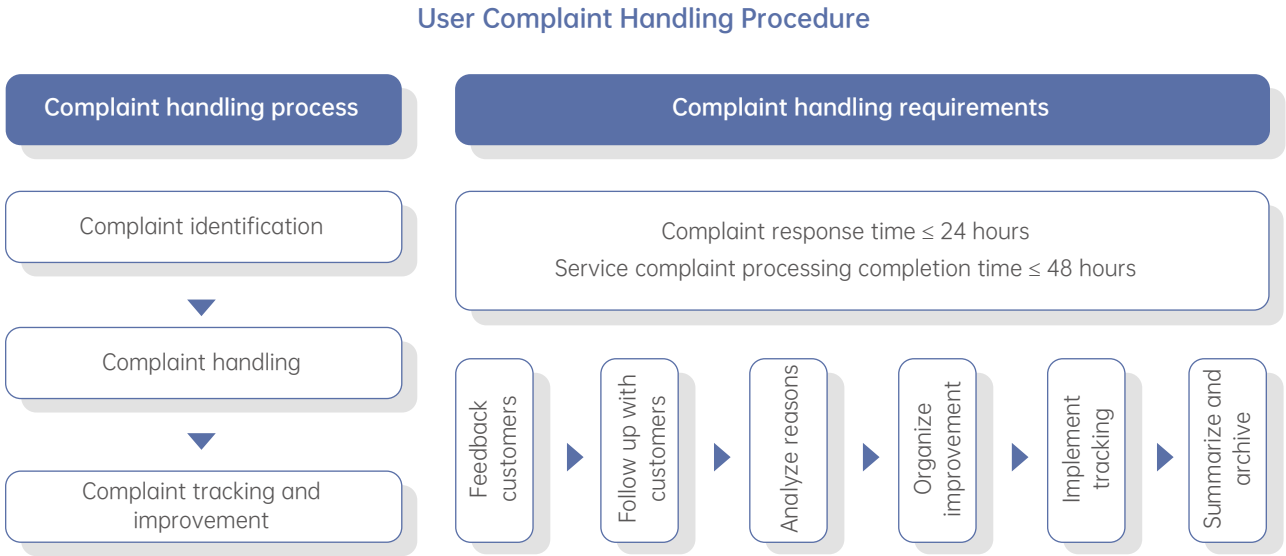 User Complaint Handling Procedure
Complaint handling process
Complaint handling requirements
Complaint identification
Complaint handling
Complaint tracking and
improvement
Complaint response time ≤ 24 hours
Service complaint processing completion time ≤ 48 hours
Feedback
customers
Follow up with
customers
Analyze reasons
Organize
improvement
Implement
tracking
Summarize and
archive